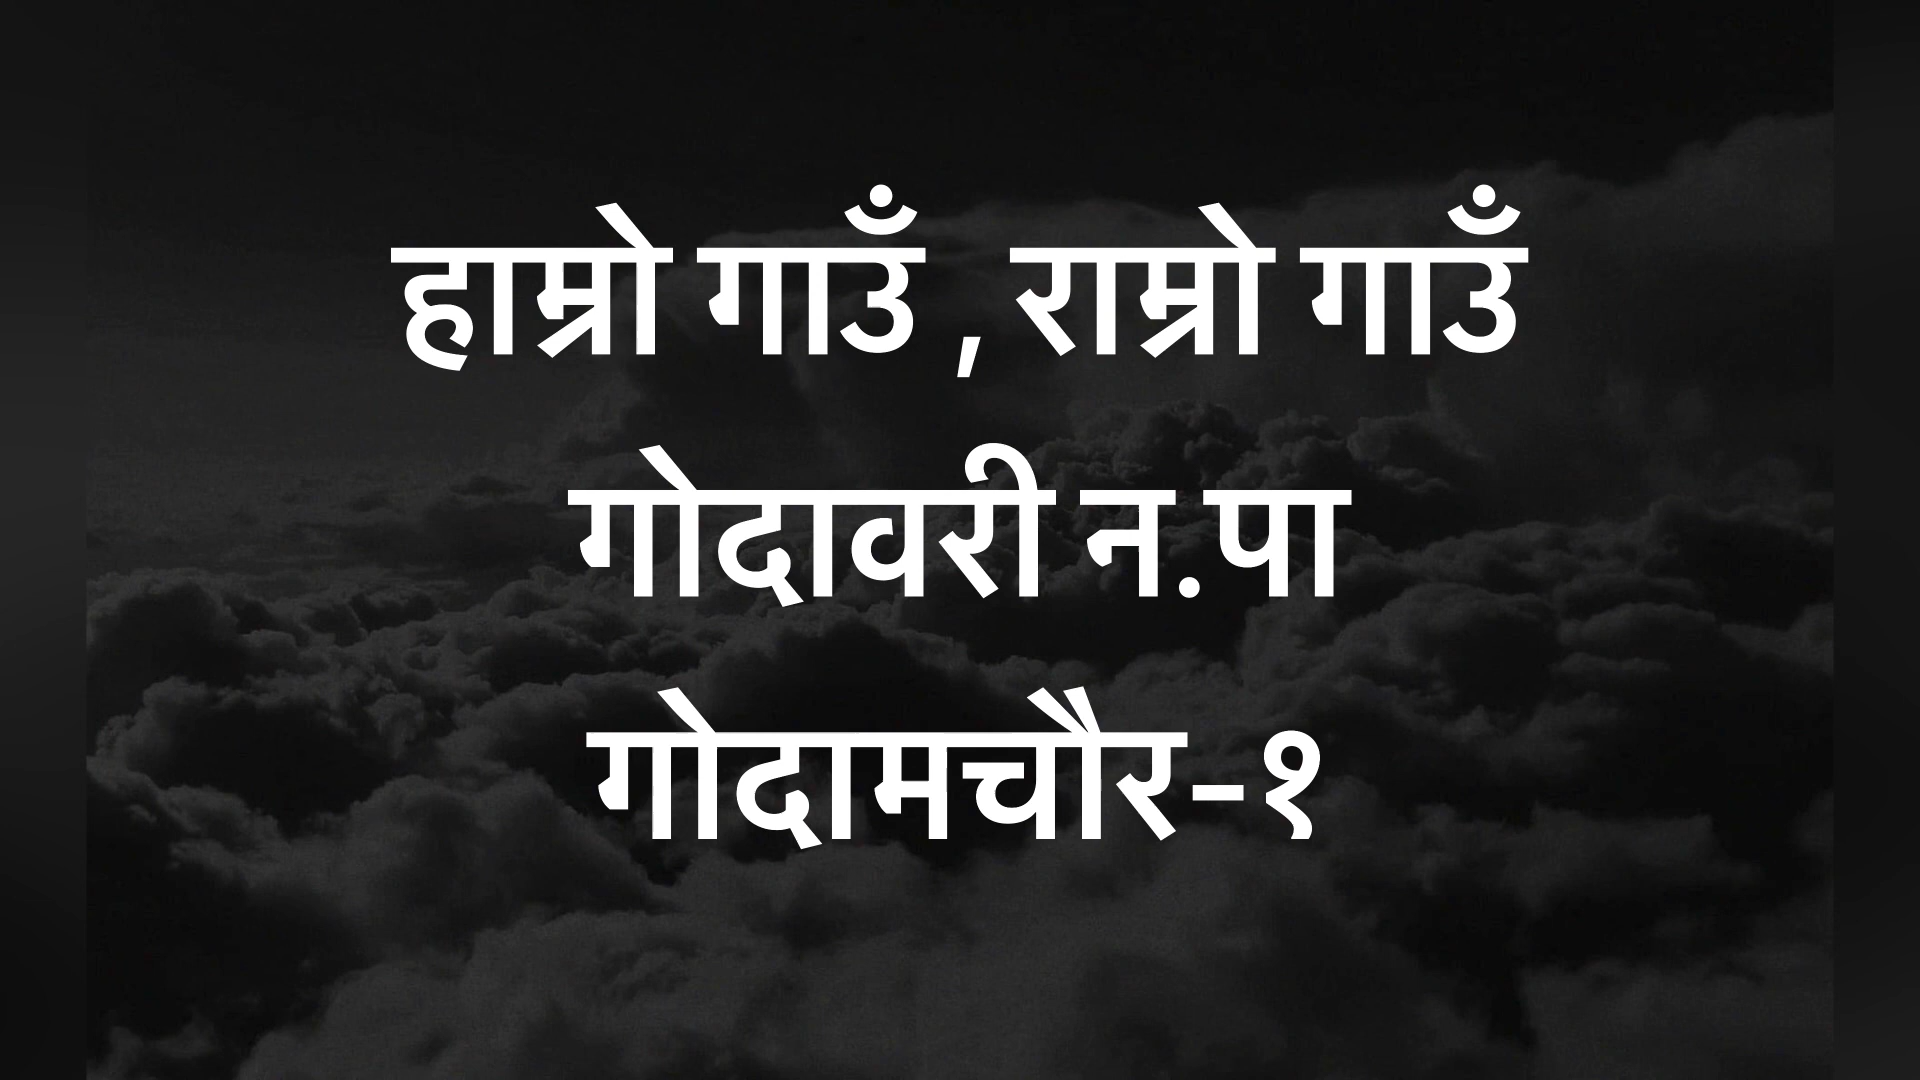 हाम्रो गाउँ , राम्रो गाउँ
गोदावरी न.पा
गोदामचौर-१